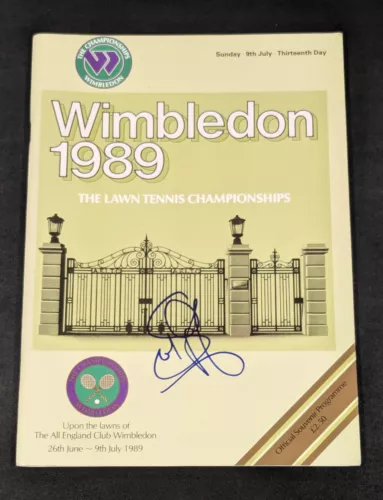 THE CHAMPIONSHIPS
WIMBLEDON
Sunday 9th July Thirteenth Day
Wimbledon
1989
THE LAWN TENNIS CHAMPIONSHIPS
WIMBLEDON
Upon the lawns of
The All England Club Wimbledon
26th June — 9th July 1989
Official Souvenir Programme
£2.50